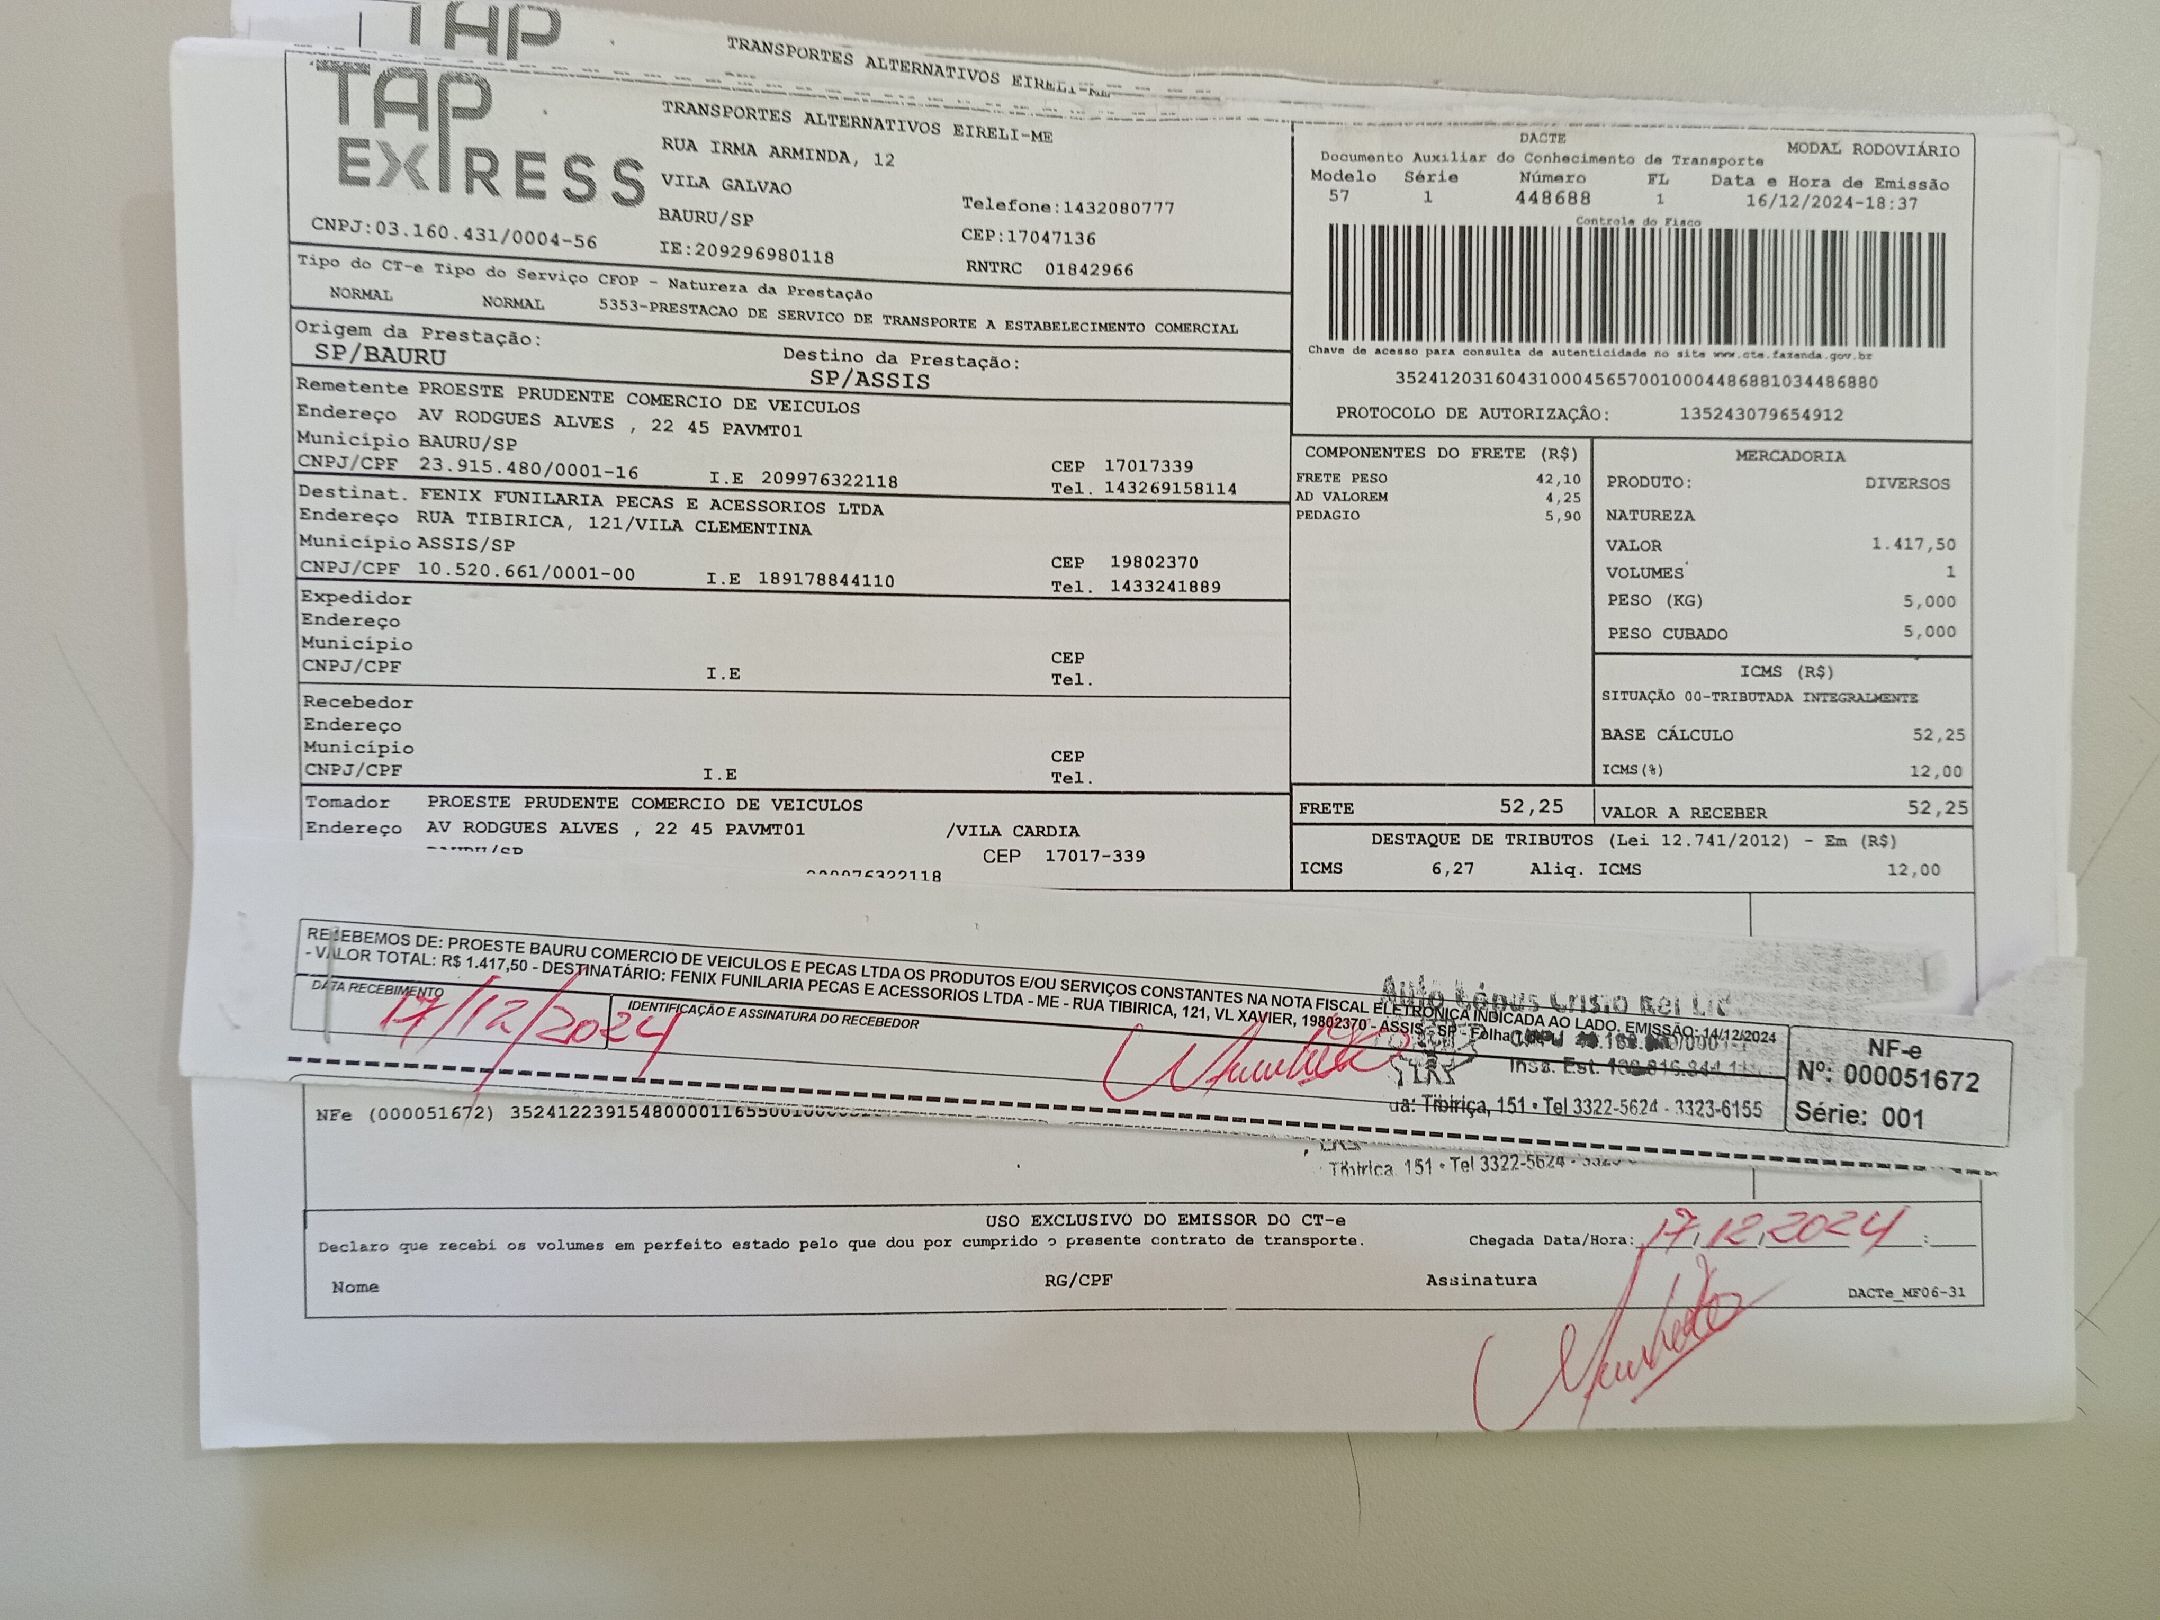 TAP
TRANSPORTES ALTERNATIVOS EIRELI-ME
TAP
EXPRESS
CNPJ:03.160.431/0004-56
TRANSPORTES ALTERNATIVOS EIRELI-ME
RUA IRMA ARMINDA, 12
VILA GALVAO
BAURU/SP
IE:209296980118
Telefone:1432080777
CEP:17047136
RNTRC 01842966
DACTE
MODAL RODOVIÁRIO
Documento Auxiliar do Conhecimento de Transporte
Modelo Série Número FL Data e Hora de Emissão
57 1 448688 1 16/12/2024-18:37
Controle do Fisco
Chave de acesso para consulta de autenticidade no site www.cte.fazenda.gov.br
35241203160431000456570010004486881034486880
PROTOCOLO DE AUTORIZAÇÂO: 135243079654912
Tipo do CT-e Tipo do Serviço CFOP - Natureza da Prestação
NORMAL NORMAL 5353-PRESTACAO DE SERVICO DE TRANSPORTE A ESTABELECIMENTO COMERCIAL
Origem da Prestação:
SP/BAURU
Destino da Prestação:
SP/ASSIS
Remetente PROESTE PRUDENTE COMERCIO DE VEICULOS
Endereço AV RODGUES ALVES , 22 45 PAVMT01
Município BAURU/SP
CEP 17017339
CNPJ/CPF 23.915.480/0001-16 I.E 209976322118
Tel. 143269158114
Destinat. FENIX FUNILARIA PECAS E ACESSORIOS LTDA
Endereço RUA TIBIRICA, 121/VILA CLEMENTINA
Município ASSIS/SP
CEP 19802370
CNPJ/CPF 10.520.661/0001-00 I.E 189178844110
Tel. 1433241889
Expedidor
Endereço
Município
CEP
CNPJ/CPF I.E
Tel.
Recebedor
Endereço
Município
CEP
CNPJ/CPF I.E
Tel.
Tomador PROESTE PRUDENTE COMERCIO DE VEICULOS
Endereço AV RODGUES ALVES , 22 45 PAVMT01 /VILA CARDIA
BAURU/SP
CEP 17017-339
76322118
COMPONENTES DO FRETE (R$)
FRETE PESO 42,10
AD VALOREM 4,25
PEDAGIO 5,90
MERCADORIA
PRODUTO: DIVERSOS
NATUREZA
VALOR 1.417,50
VOLUMES 1
PESO (KG) 5,000
PESO CUBADO 5,000
ICMS (R$)
SITUAÇÃO 00-TRIBUTADA INTEGRALMENTE
BASE CÁLCULO 52,25
ICMS(%) 12,00
FRETE 52,25
VALOR A RECEBER 52,25
DESTAQUE DE TRIBUTOS (Lei 12.741/2012) - Em (R$)
ICMS 6,27 Aliq. ICMS 12,00
RECEBEMOS DE: PROESTE BAURU COMERCIO DE VEICULOS E PECAS LTDA OS PRODUTOS E/OU SERVIÇOS CONSTANTES NA NOTA FISCAL ELETRÔNICA INDICADA AO LADO. EMISSÃO: 14/12/2024
- VALOR TOTAL: R$ 1.417,50 - DESTINATÁRIO: FENIX FUNILARIA PECAS E ACESSORIOS LTDA - ME - RUA TIBIRICA, 121, VL XAVIER, 19802370 - ASSIS - SP - Folha
DATA RECEBIMENTO
17/12/2024
IDENTIFICAÇÃO E ASSINATURA DO RECEBEDOR
Insc. Est.
Tibiriça, 151 • Tel 3322-5624 - 3323-6155
NF-e
Nº: 000051672
Série: 001
NFe (000051672)
Tibiriça, 151 • Tel 3322-5624
USO EXCLUSIVO DO EMISSOR DO CT-e
Declaro que recebi os volumes em perfeito estado pelo que dou por cumprido o presente contrato de transporte.
Chegada Data/Hora: 17/12/2024 :
Nome
RG/CPF
Assinatura
DACTe_MF06-31